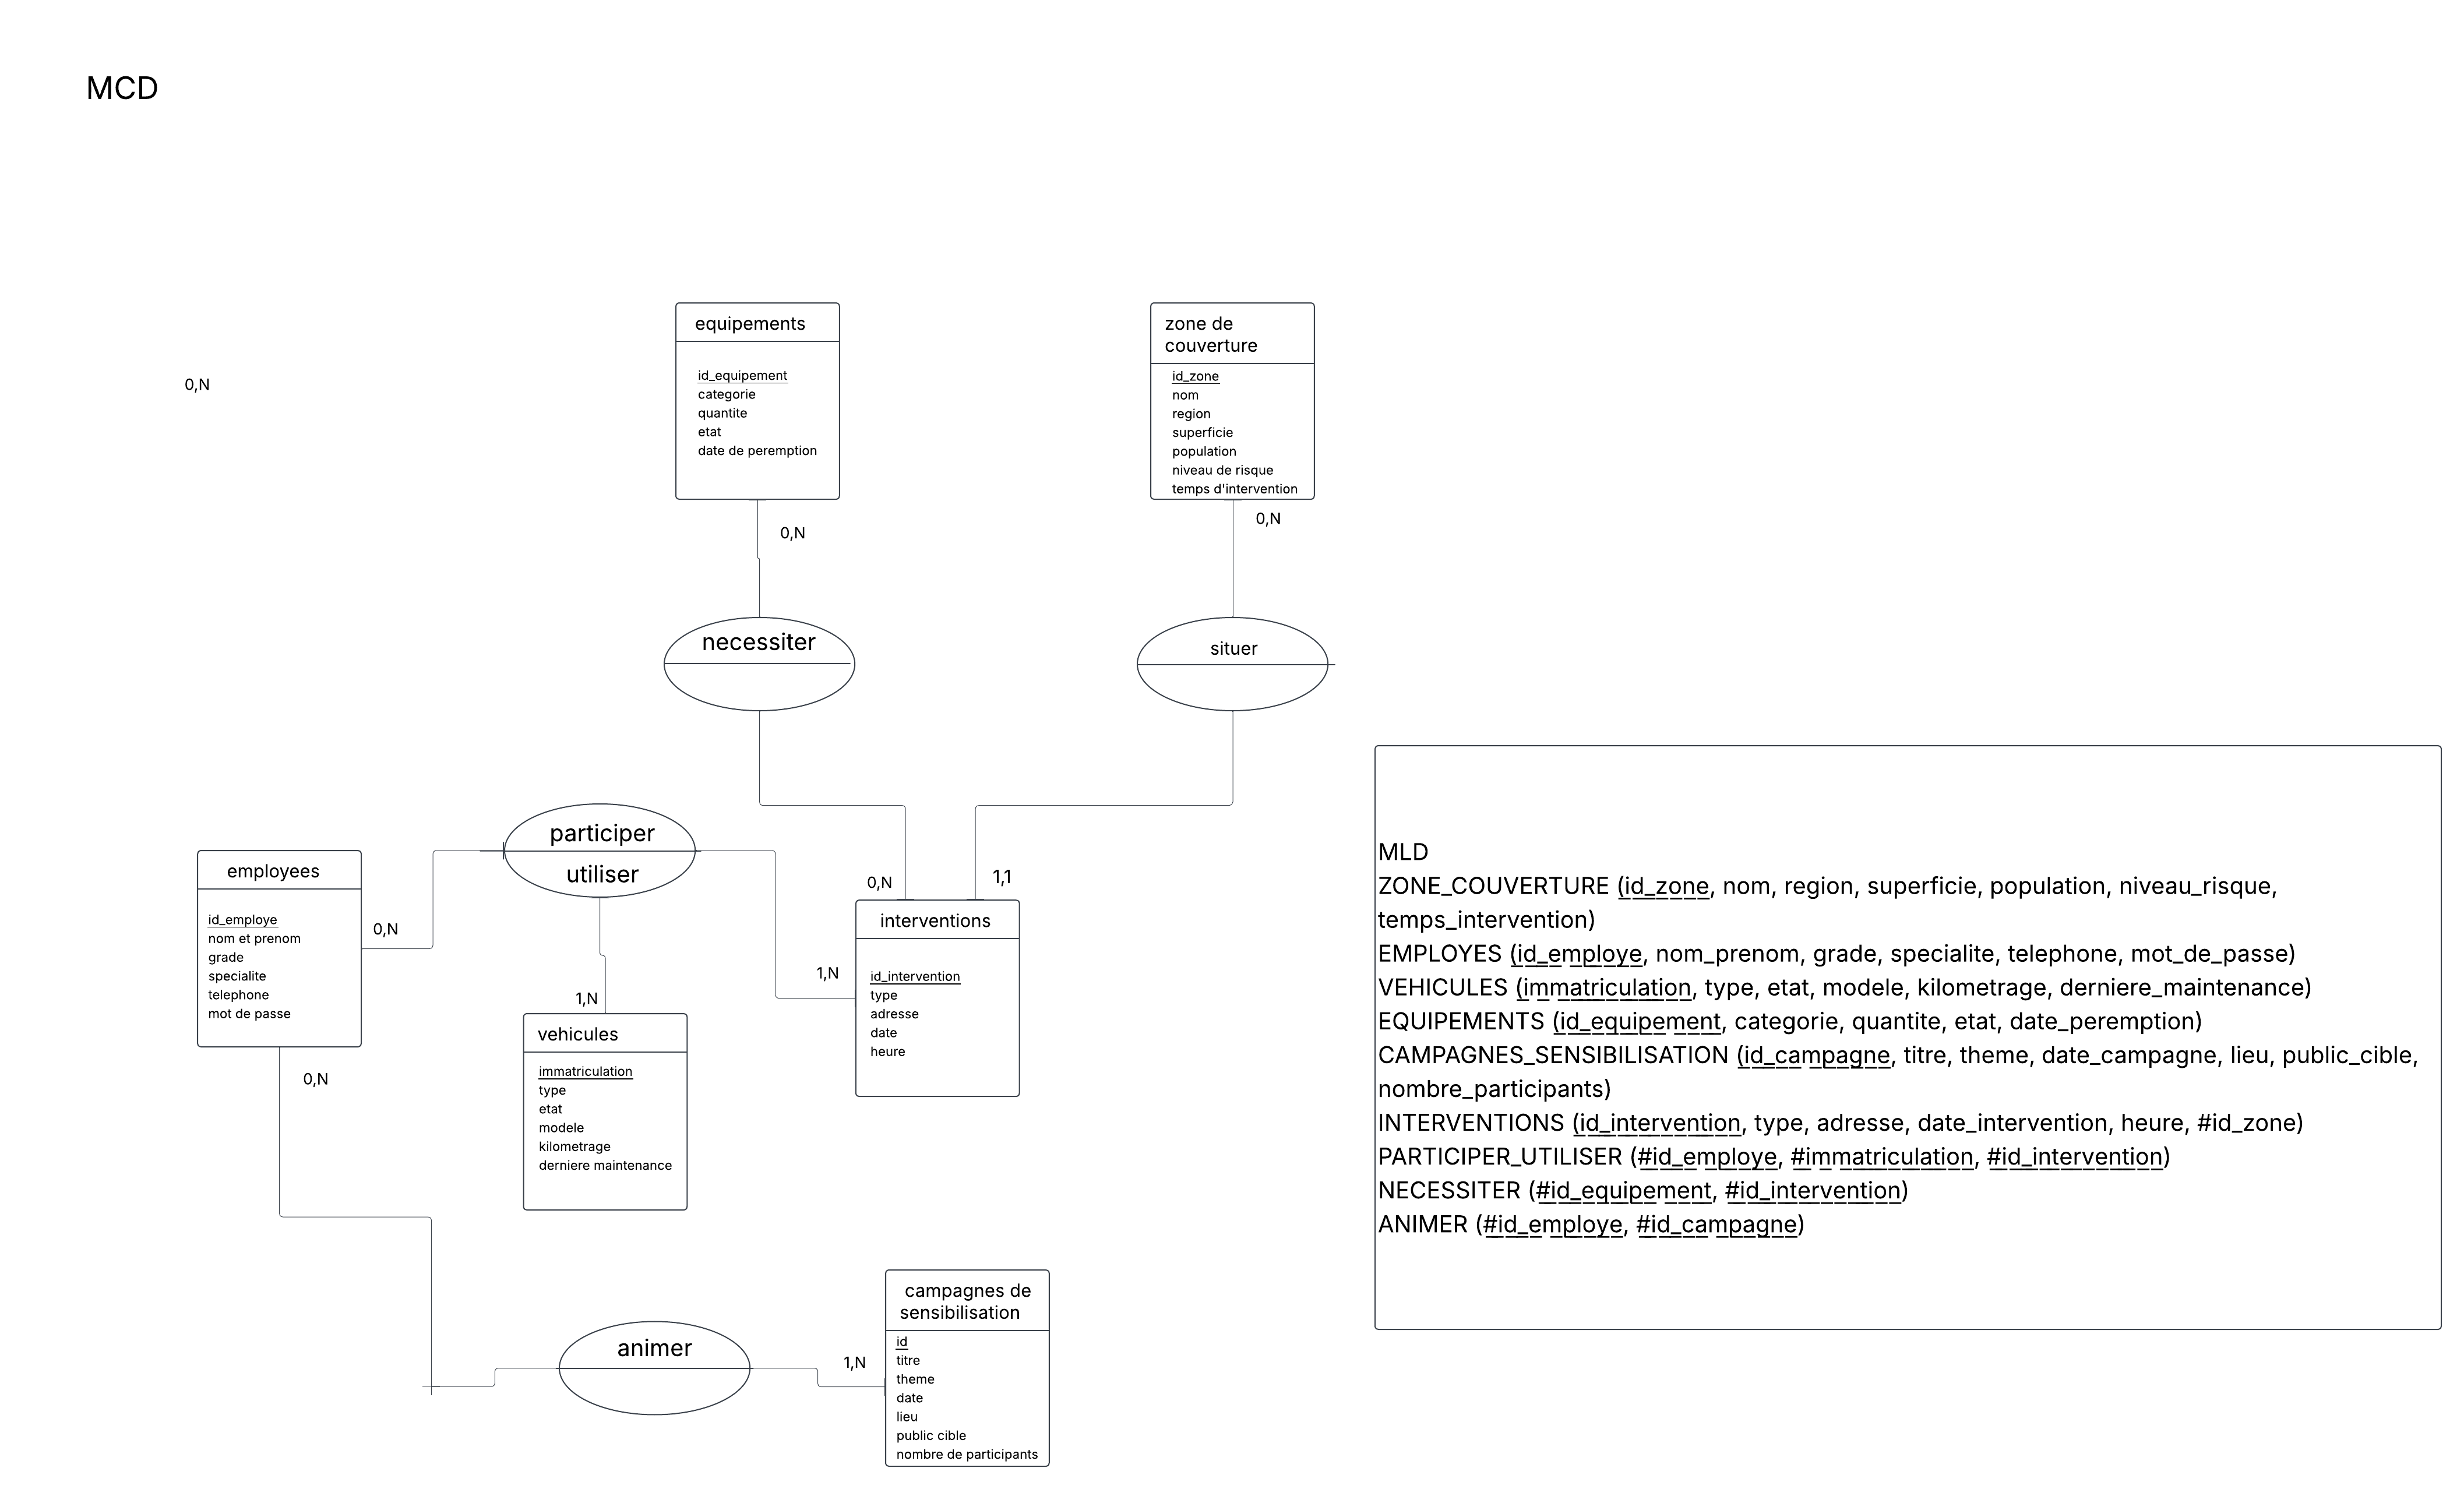 MCD
0,N
equipements
id_equipement
categorie
quantite
etat
date de peremption
0,N
zone de
couverture
id_zone
nom
region
superficie
population
niveau de risque
temps d'intervention
0,N
necessiter
situer
participer
utiliser
employees
id_employe
nom et prenom
grade
specialite
telephone
mot de passe
0,N
0,N
1,N
vehicules
immatriculation
type
etat
modele
kilometrage
derniere maintenance
0,N
1,1
1,N
interventions
id_intervention
type
adresse
date
heure
animer
1,N
campagnes de
sensibilisation
id
titre
theme
date
lieu
public cible
nombre de participants
MLD
ZONE_COUVERTURE (id_zone, nom, region, superficie, population, niveau_risque,
temps_intervention)
EMPLOYES (id_employe, nom_prenom, grade, specialite, telephone, mot_de_passe)
VEHICULES (immatriculation, type, etat, modele, kilometrage, derniere_maintenance)
EQUIPEMENTS (id_equipement, categorie, quantite, etat, date_peremption)
CAMPAGNES_SENSIBILISATION (id_campagne, titre, theme, date_campagne, lieu, public_cible,
nombre_participants)
INTERVENTIONS (id_intervention, type, adresse, date_intervention, heure, #id_zone)
PARTICIPER_UTILISER (#id_employe, #immatriculation, #id_intervention)
NECESSITER (#id_equipement, #id_intervention)
ANIMER (#id_employe, #id_campagne)